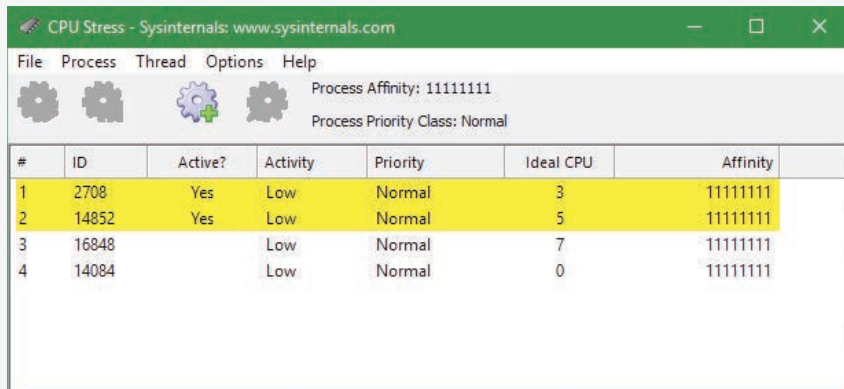 CPU Stress - Sysinternals: www.sysinternals.com
File Process Thread Options Help
Process Affinity: 11111111
Process Priority Class: Normal
# ID Active? Activity Priority Ideal CPU Affinity
1 2708 Yes Low Normal 3 11111111
2 14852 Yes Low Normal 5 11111111
3 16848 Low Normal 7 11111111
4 14084 Low Normal 0 11111111